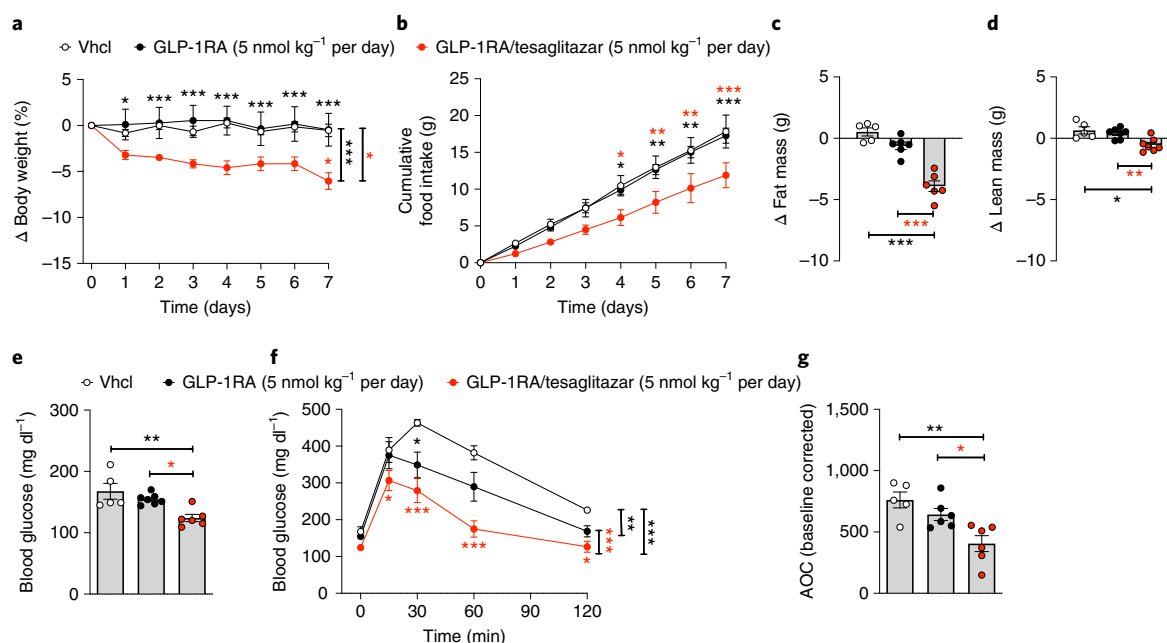 a
b
c
d
Vhcl
GLP-1RA (5 nmol kg⁻¹ per day)
GLP-1RA/tesaglitazar (5 nmol kg⁻¹ per day)
Δ Body weight (%)
5
0
−5
−10
−15
* *** *** *** *** *** ***
*
***
*
0 1 2 3 4 5 6 7
Time (days)
Cumulative
food intake (g)
25
20
15
10
5
0
* ** ** ***
* ** ** ***
0 1 2 3 4 5 6 7
Time (days)
Δ Fat mass (g)
5
0
−5
−10
***
***
Δ Lean mass (g)
5
0
−5
−10
**
*
e
f
g
Vhcl
GLP-1RA (5 nmol kg⁻¹ per day)
GLP-1RA/tesaglitazar (5 nmol kg⁻¹ per day)
Blood glucose (mg dl⁻¹)
300
200
150
100
0
**
*
Blood glucose (mg dl⁻¹)
500
400
300
200
100
0
*
* *** *** *
***
**
***
0 30 60 90 120
Time (min)
AOC (baseline corrected)
1,500
1,000
500
0
**
*